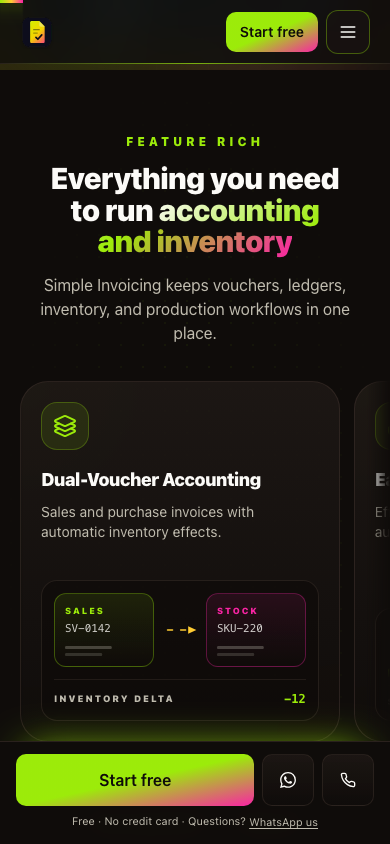 Start free
FEATURE RICH
Everything you need
to run accounting
and inventory
Simple Invoicing keeps vouchers, ledgers,
inventory, and production workflows in one
place.
Dual-Voucher Accounting
Sales and purchase invoices with
automatic inventory effects.
SALES
SV-0142
STOCK
SKU-220
INVENTORY DELTA
-12
Start free
Free · No credit card · Questions? WhatsApp us